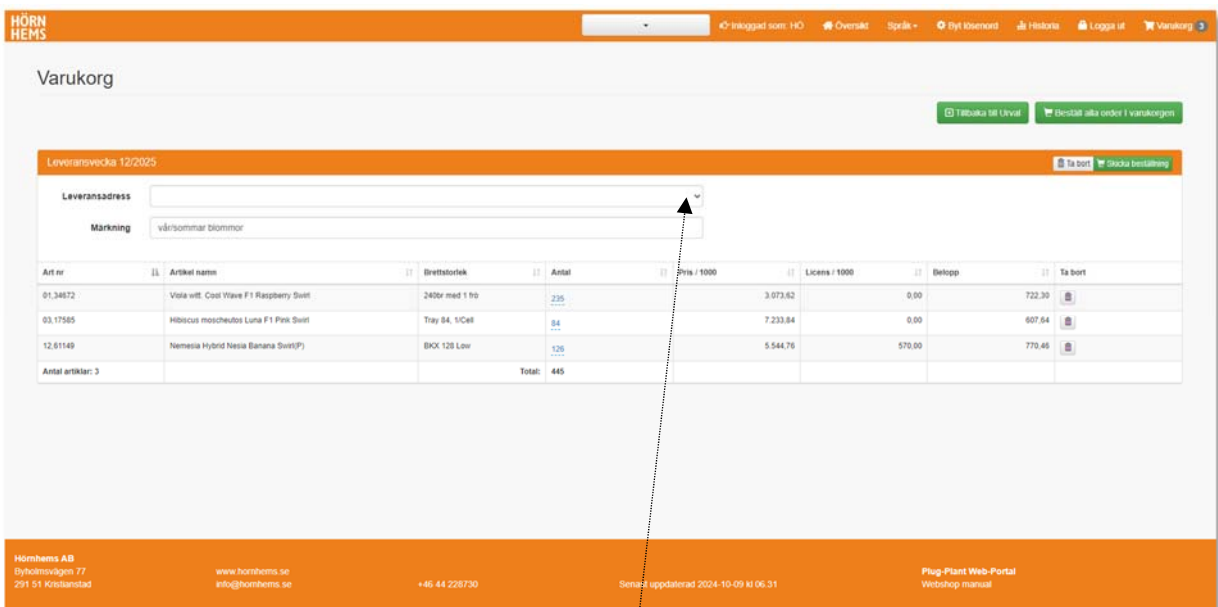 HÖRN
HEMS
Inloggad som: HÖ Översikt Språk Byt lösenord Historia Logga ut Varukorg 3
Varukorg
Tillbaka till Urval Beställ alla order i varukorgen
Leveransvecka 12/2025 Ta bort Skicka beställning
Leveransadress
Märkning vår/sommar blommor
Art nr Artikel namn Brettstorlek Antal Pris / 1000 Licens / 1000 Belopp Ta bort
01,34672 Viola witt. Cool Wave F1 Raspberry Swirl 240br med 1 frö 235 3.073,62 0,00 722,30
03,17585 Hibiscus moscheutos Luna F1 Pink Swirl Tray 84, 1/Cell 84 7.233,84 0,00 607,64
12,61149 Nemesia Hybrid Nesia Banana Swirl(P) BKX 128 Low 126 5.544,76 570,00 770,46
Antal artiklar: 3 Total: 445
Hörnhems AB
Byholmsvägen 77 www.hornhems.se Plug-Plant Web-Portal
291 51 Kristianstad info@hornhems.se +46 44 228730 Senast uppdaterad 2024-10-09 kl 06.31 Webshop manual